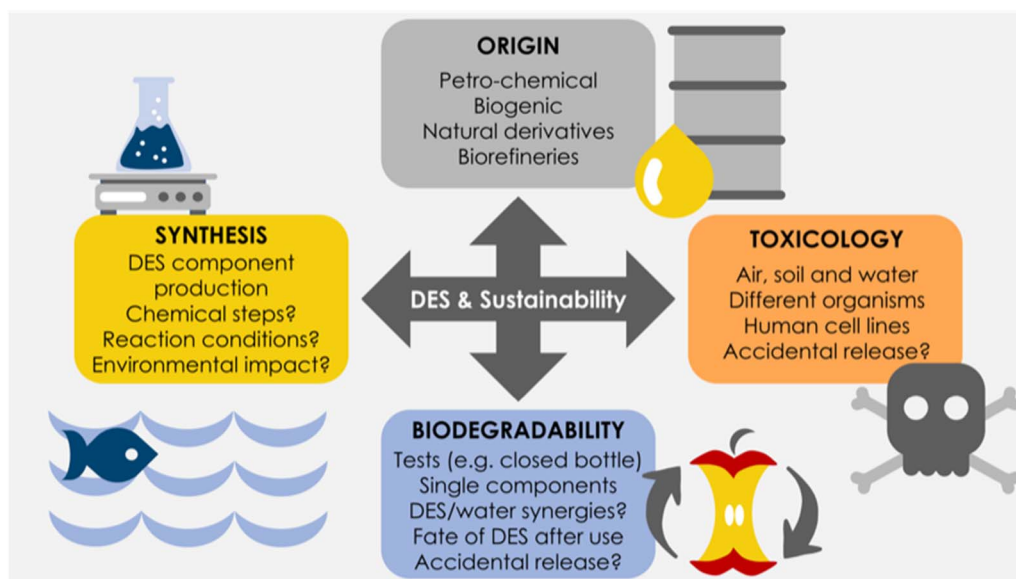 ORIGIN
Petro-chemical
Biogenic
Natural derivatives
Biorefineries
SYNTHESIS
DES component
production
Chemical steps?
Reaction conditions?
Environmental impact?
DES & Sustainability
TOXICOLOGY
Air, soil and water
Different organisms
Human cell lines
Accidental release?
BIODEGRADABILITY
Tests (e.g. closed bottle)
Single components
DES/water synergies?
Fate of DES after use
Accidental release?